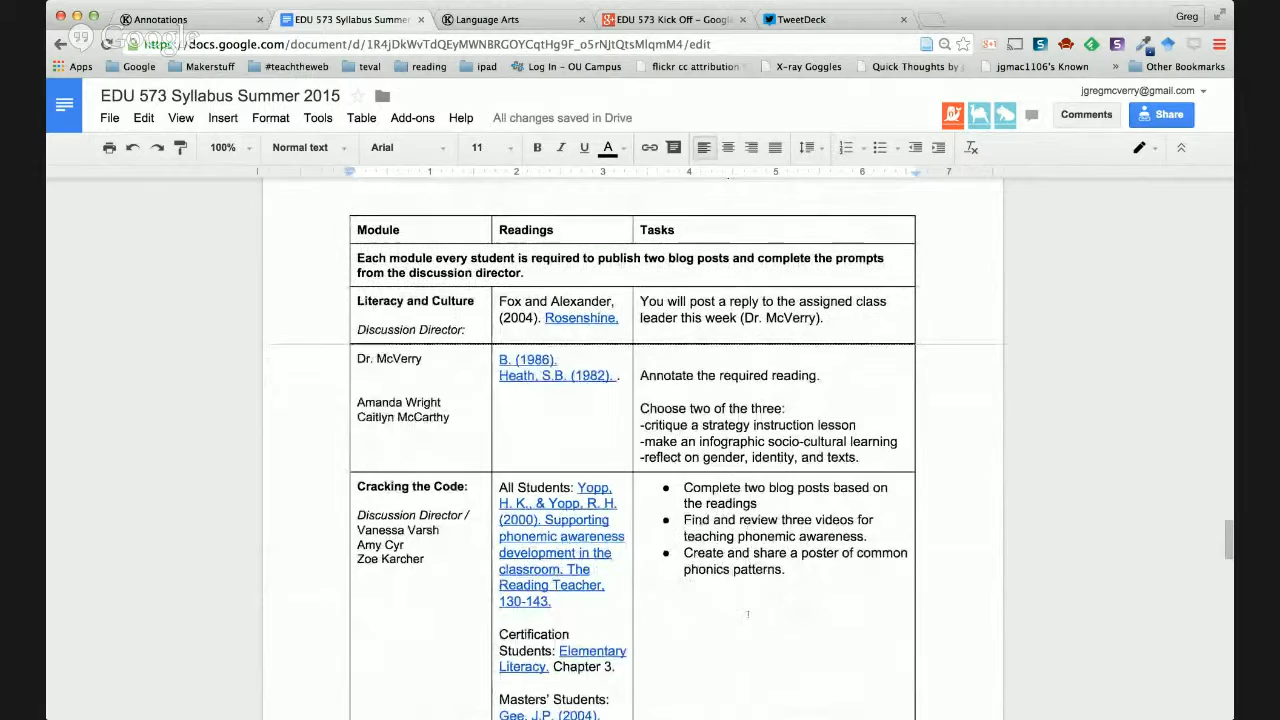 Annotations
EDU 573 Syllabus Summer
Language Arts
EDU 573 Kick Off – Google
TweetDeck
Greg
Google
https://docs.google.com/document/d/1R4jDkWvTdQEyMWNBRGOYCqtHg9F_o5rNJtQtsMlqmM4/edit
Apps
Google
Makerstuff
#teachtheweb
teval
reading
ipad
Log In - OU Campus
flickr cc attribution
X-ray Goggles
Quick Thoughts by
jgmac1106's Known
»
Other Bookmarks
EDU 573 Syllabus Summer 2015
jgregmcverry@gmail.com
File Edit View Insert Format Tools Table Add-ons Help All changes saved in Drive
Comments
Share
100% Normal text Arial 11 B I U A
1 1 2 3 4 5 6 7
Module Readings Tasks
Each module every student is required to publish two blog posts and complete the prompts
from the discussion director.
Literacy and Culture
Discussion Director:
Dr. McVerry
Amanda Wright
Caitlyn McCarthy
Fox and Alexander,
(2004). Rosenshine,
B. (1986).
Heath, S.B. (1982). .
You will post a reply to the assigned class
leader this week (Dr. McVerry).
Annotate the required reading.
Choose two of the three:
-critique a strategy instruction lesson
-make an infographic socio-cultural learning
-reflect on gender, identity, and texts.
Cracking the Code:
Discussion Director /
Vanessa Varsh
Amy Cyr
Zoe Karcher
All Students: Yopp,
H. K., & Yopp, R. H.
(2000). Supporting
phonemic awareness
development in the
classroom. The
Reading Teacher,
130-143.
Certification
Students: Elementary
Literacy. Chapter 3.
Masters' Students:
Gee, J.P. (2004).
● Complete two blog posts based on
the readings
● Find and review three videos for
teaching phonemic awareness.
● Create and share a poster of common
phonics patterns.